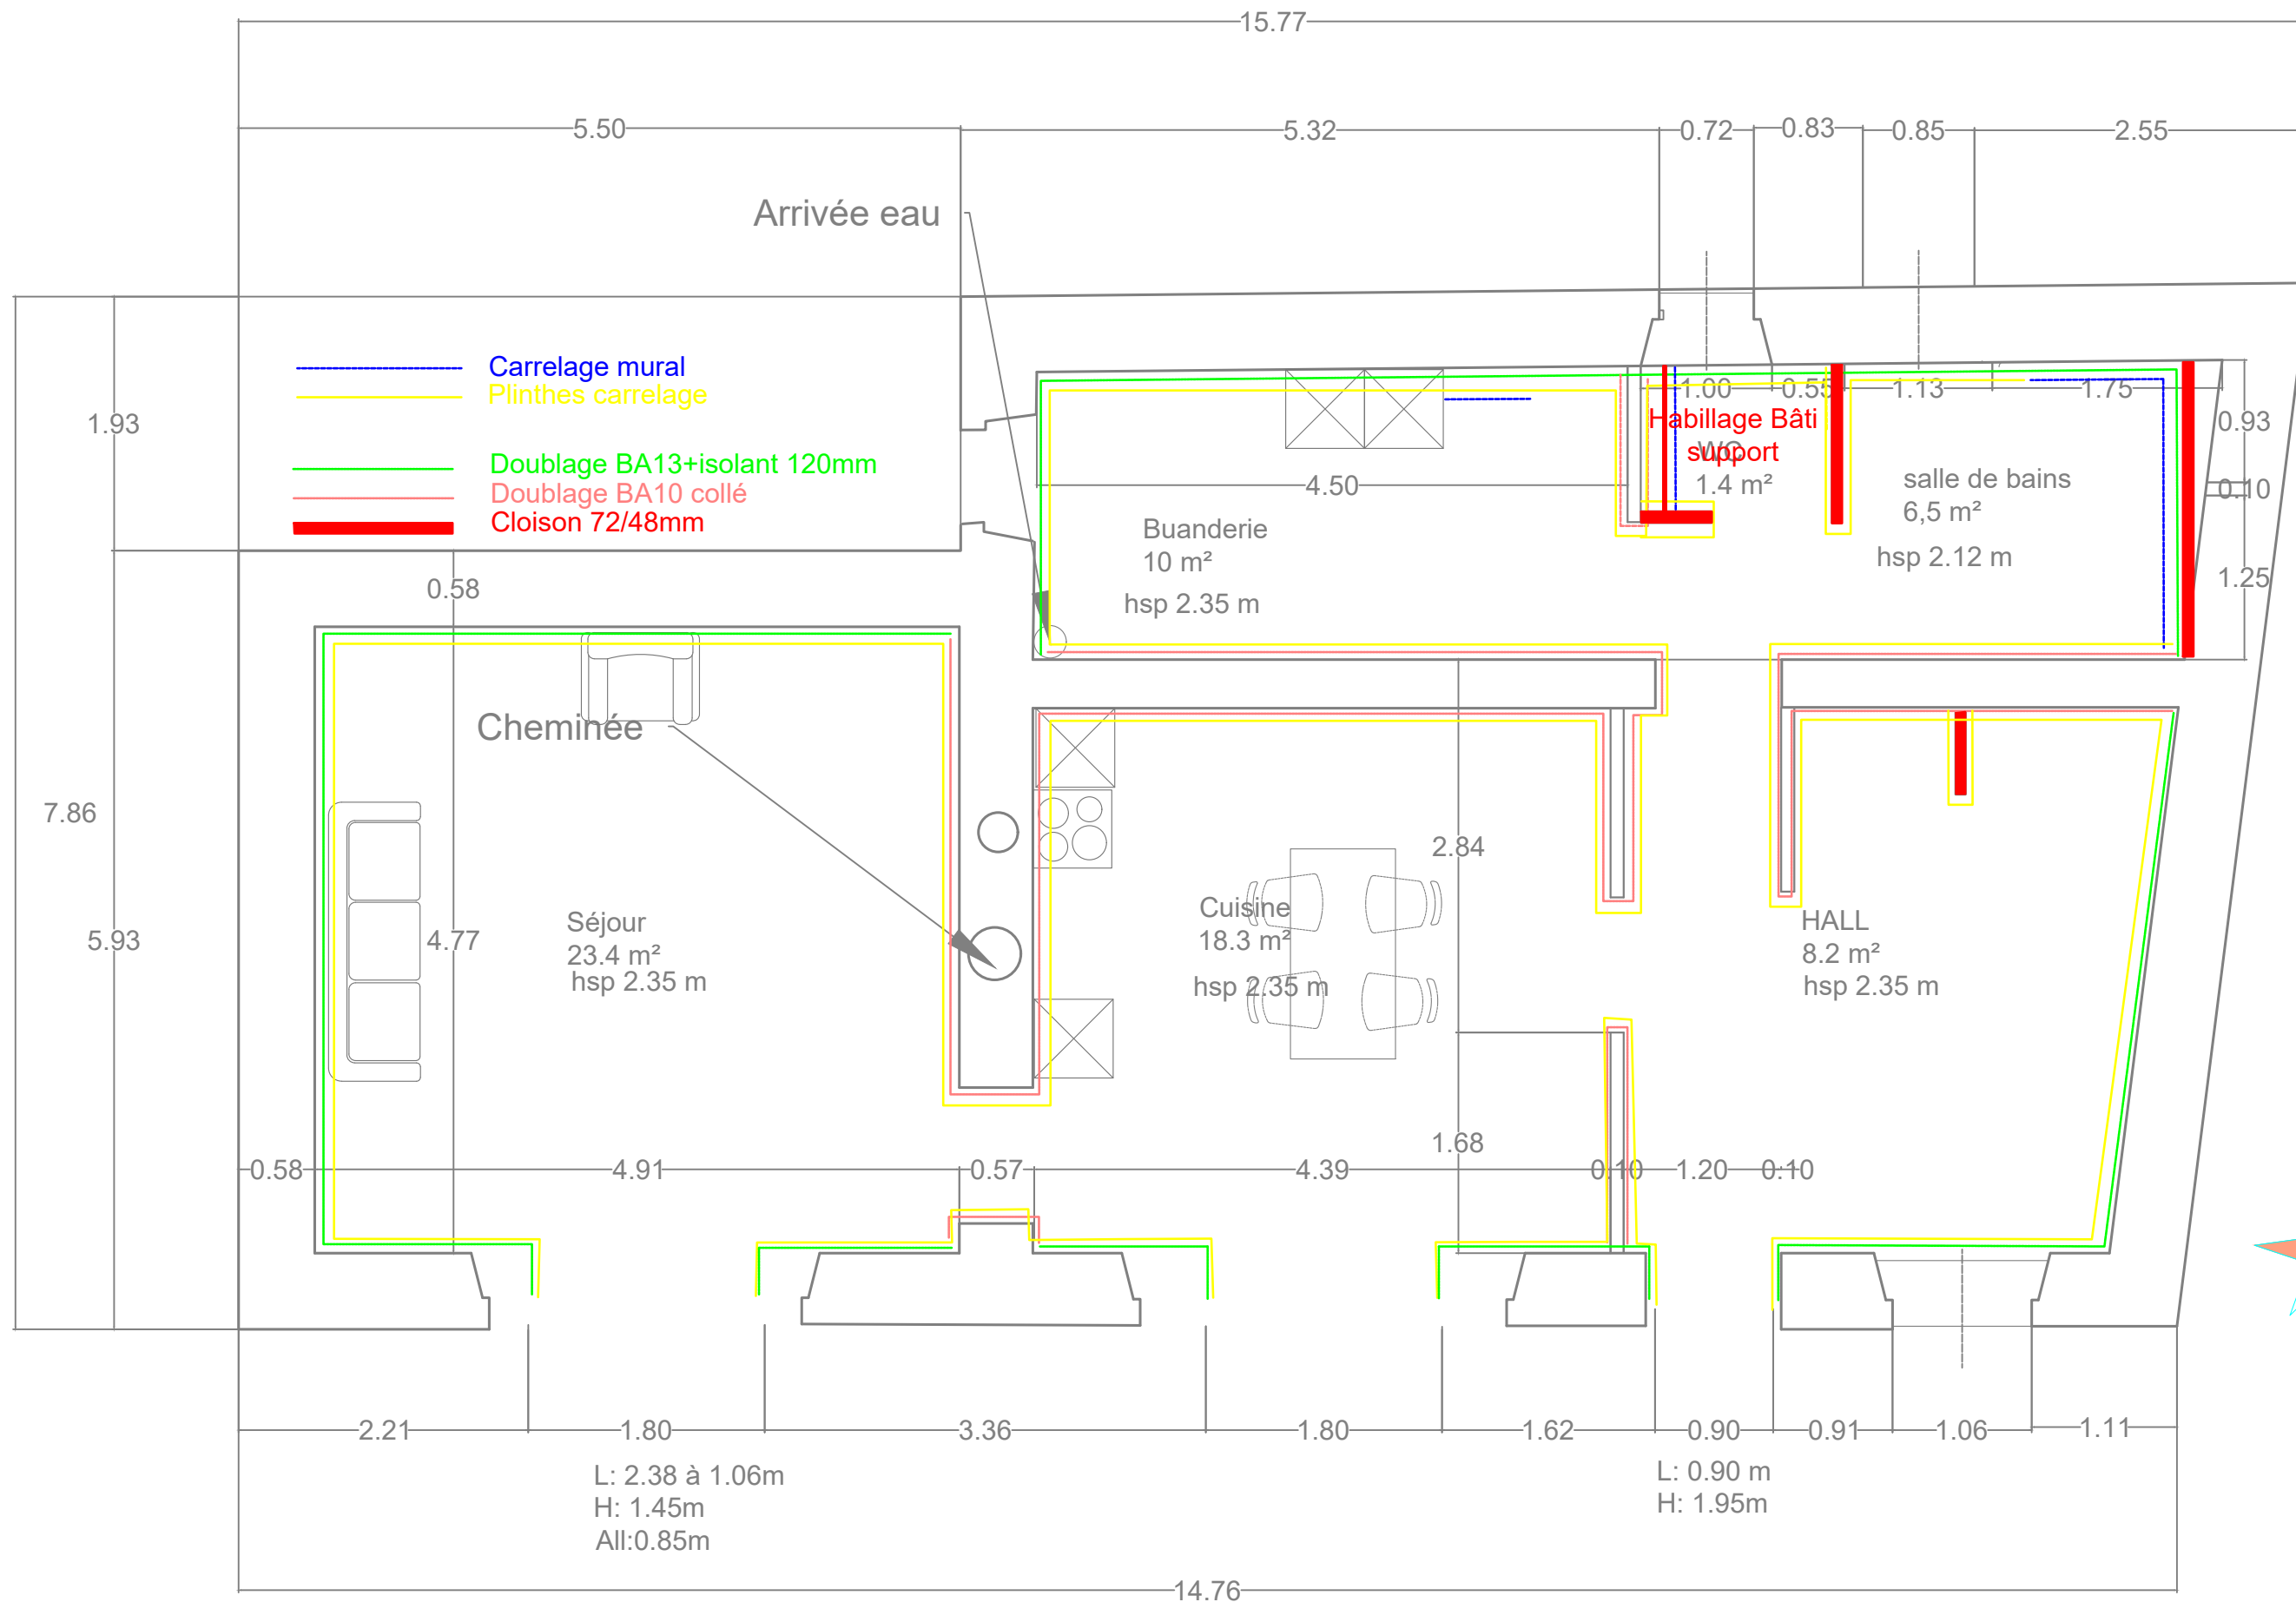 15.77
5.50
5.32
0.72
0.83
0.85
2.55
Arrivée eau
Carrelage mural
Plinthes carrelage
Doublage BA13+isolant 120mm
Doublage BA10 collé
Cloison 72/48mm
1.93
1.00
0.55
1.13
1.75
Habillage Bâti
support
WC
1.4 m²
0.93
0.10
1.25
4.50
salle de bains
6,5 m²
hsp 2.12 m
Buanderie
10 m²
hsp 2.35 m
0.58
Cheminée
7.86
5.93
4.77
2.84
Séjour
23.4 m²
hsp 2.35 m
Cuisine
18.3 m²
hsp 2.35 m
HALL
8.2 m²
hsp 2.35 m
1.68
0.58
4.91
0.57
4.39
0.10
1.20
0.10
2.21
1.80
3.36
1.80
1.62
0.90
0.91
1.06
1.11
L: 2.38 à 1.06m
H: 1.45m
All:0.85m
L: 0.90 m
H: 1.95m
14.76